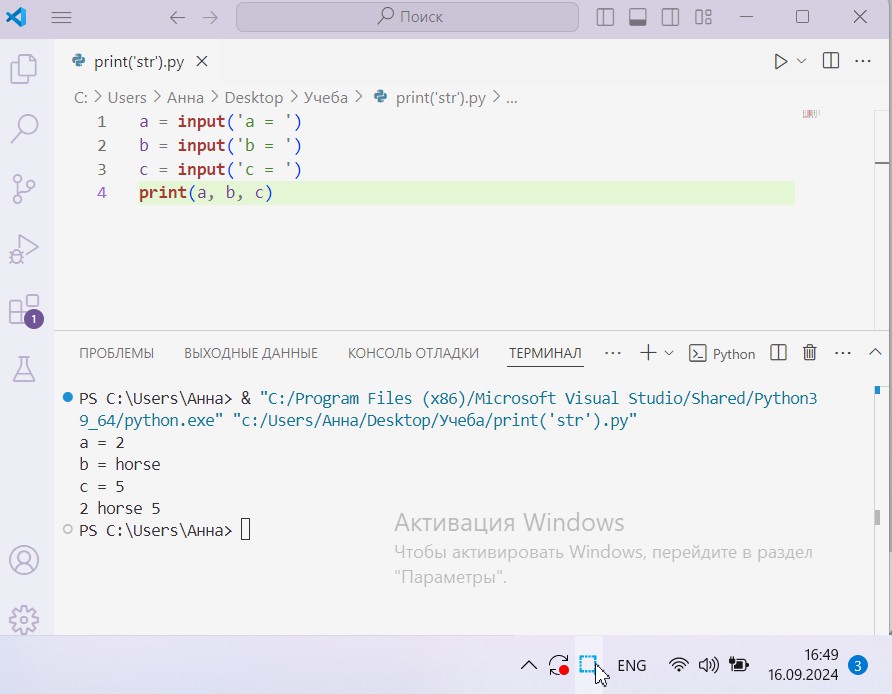 Поиск
print('str').py
C: > Users > Анна > Desktop > Учеба > print('str').py > ...
1 a = input('a = ')
2 b = input('b = ')
3 c = input('c = ')
4 print(a, b, c)
1
ПРОБЛЕМЫ ВЫХОДНЫЕ ДАННЫЕ КОНСОЛЬ ОТЛАДКИ ТЕРМИНАЛ ... Python ...
PS C:\Users\Анна> & "C:/Program Files (x86)/Microsoft Visual Studio/Shared/Python3
9_64/python.exe" "c:/Users/Анна/Desktop/Учеба/print('str').py"
a = 2
b = horse
c = 5
2 horse 5
PS C:\Users\Анна>
Активация Windows
Чтобы активировать Windows, перейдите в раздел
"Параметры".
ENG
16:49
16.09.2024
3